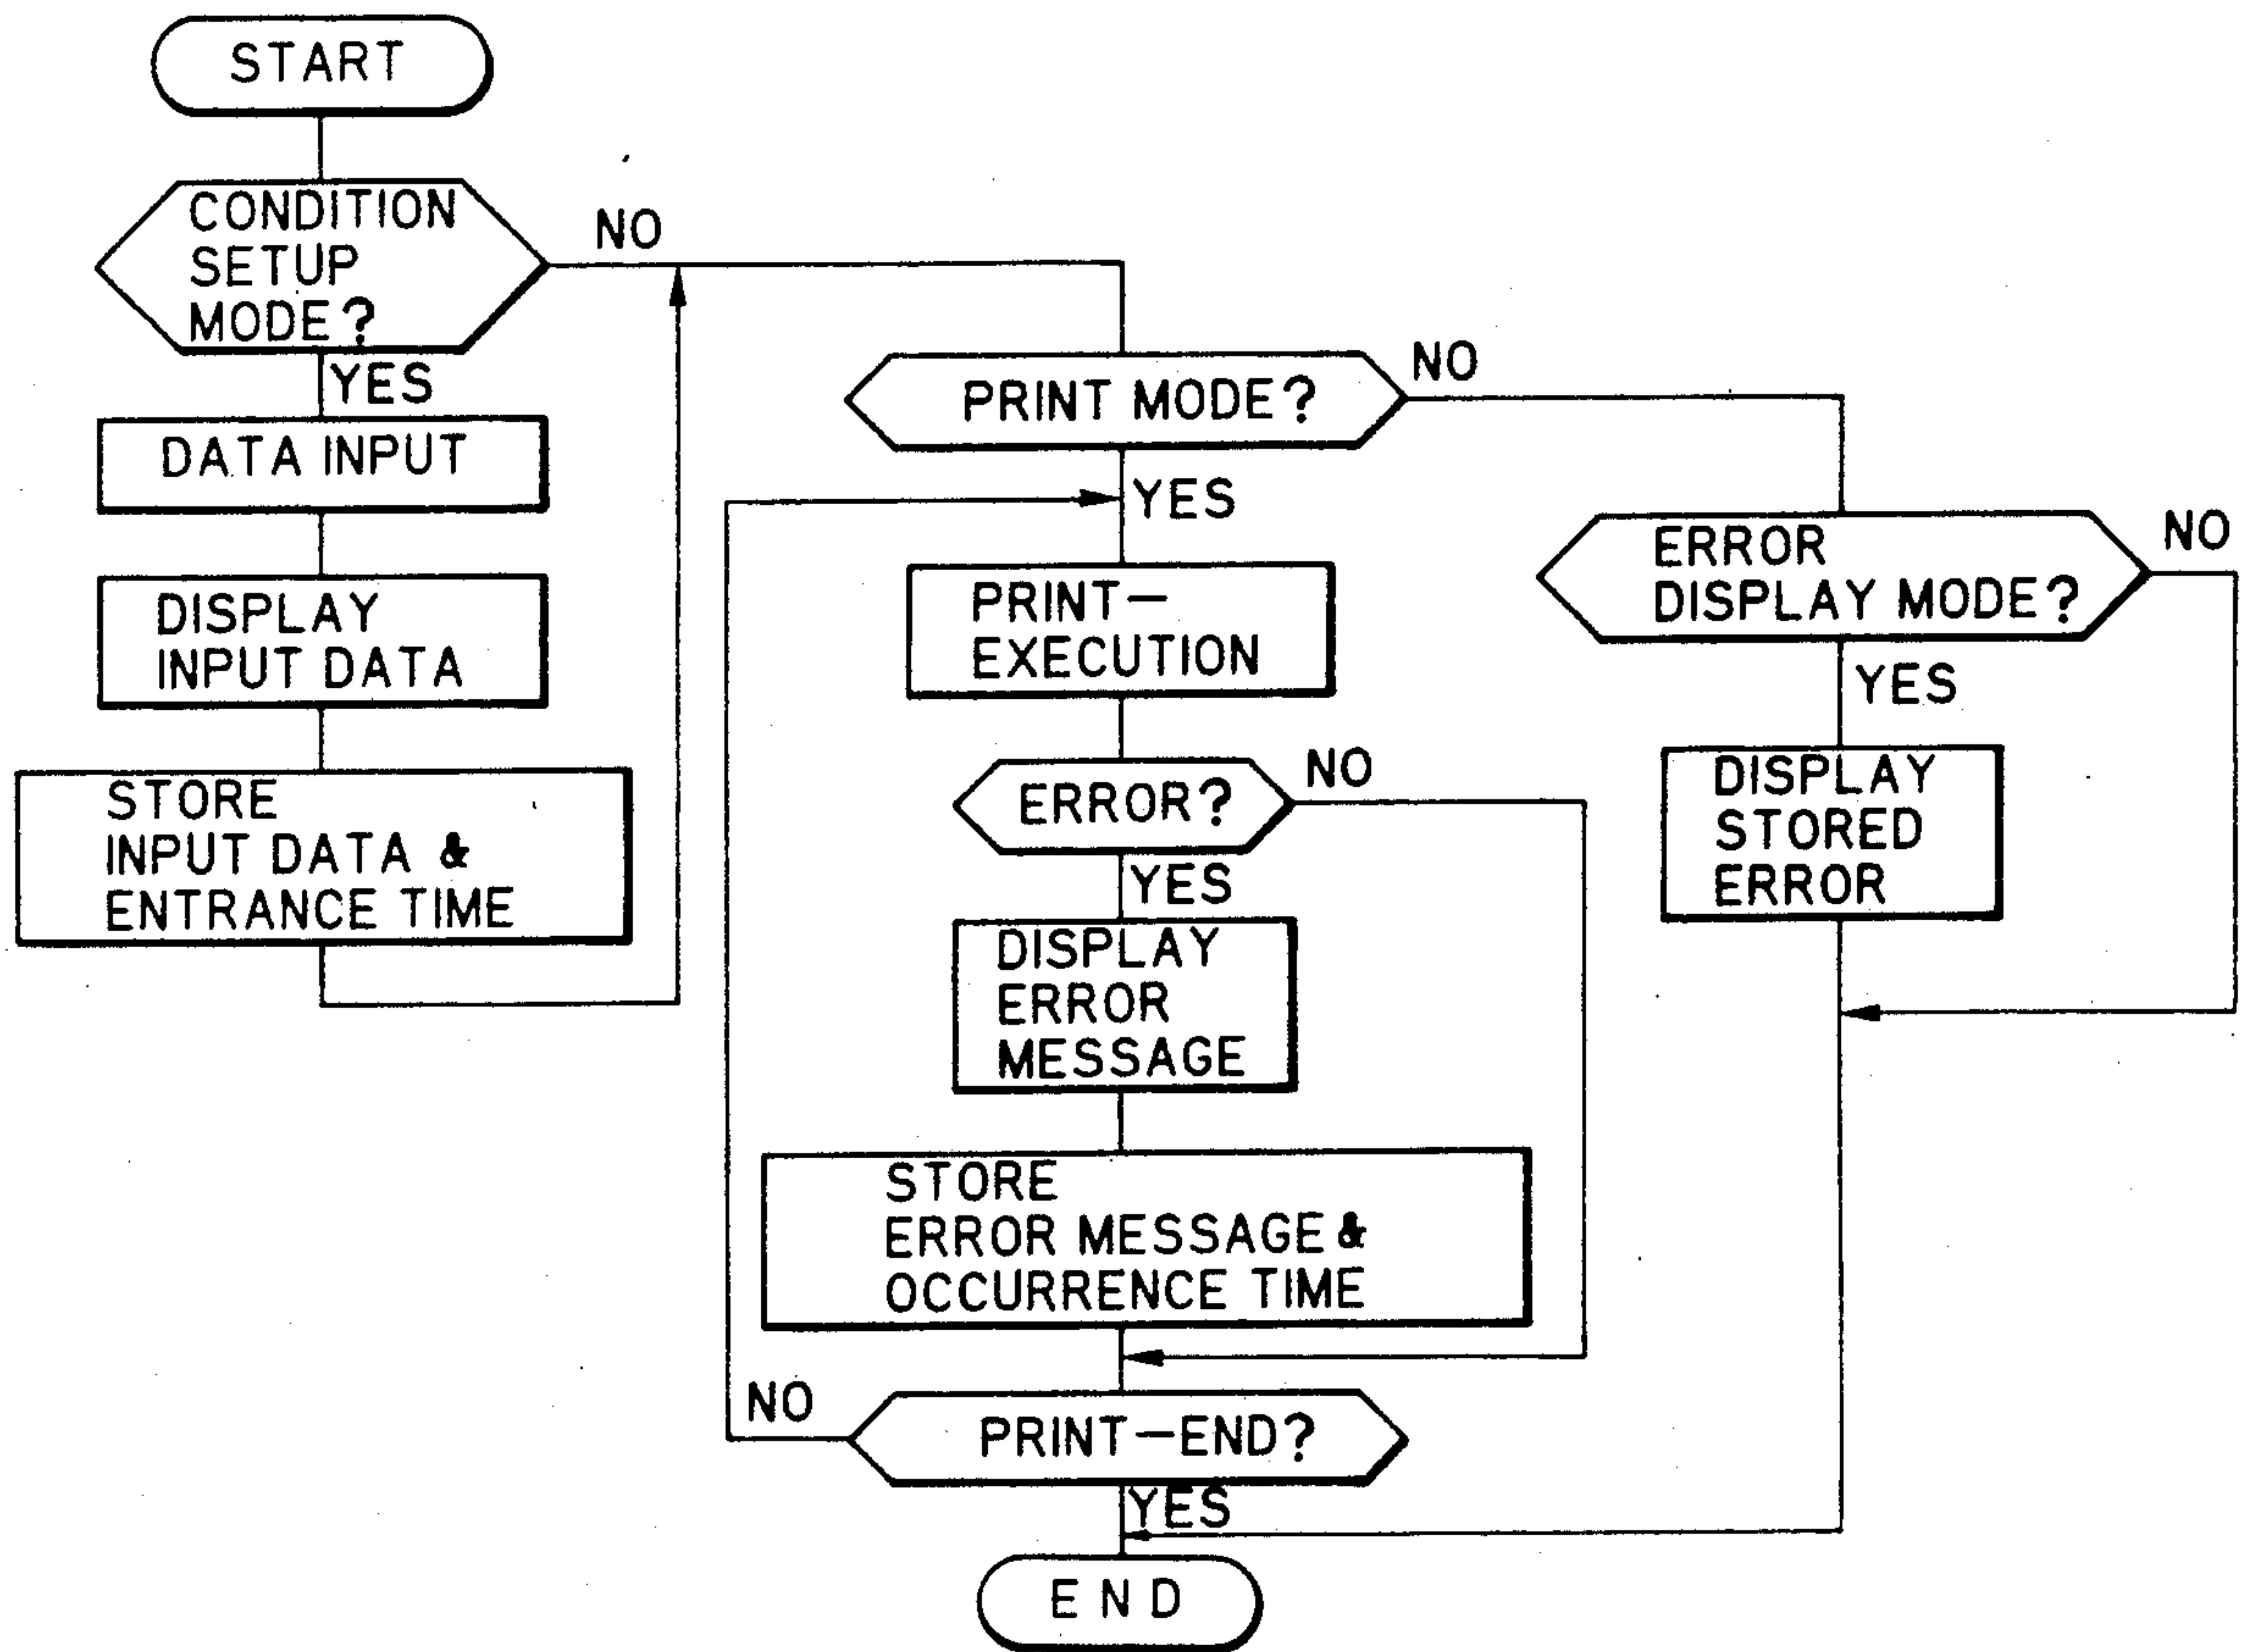 START
CONDITION
SETUP
MODE?
NO
YES
DATA INPUT
DISPLAY
INPUT DATA
STORE
INPUT DATA &
ENTRANCE TIME
PRINT MODE?
NO
YES
PRINT—
EXECUTION
ERROR?
NO
YES
DISPLAY
ERROR
MESSAGE
STORE
ERROR MESSAGE &
OCCURRENCE TIME
NO
PRINT—END?
YES
ERROR
DISPLAY MODE?
NO
YES
DISPLAY
STORED
ERROR
END